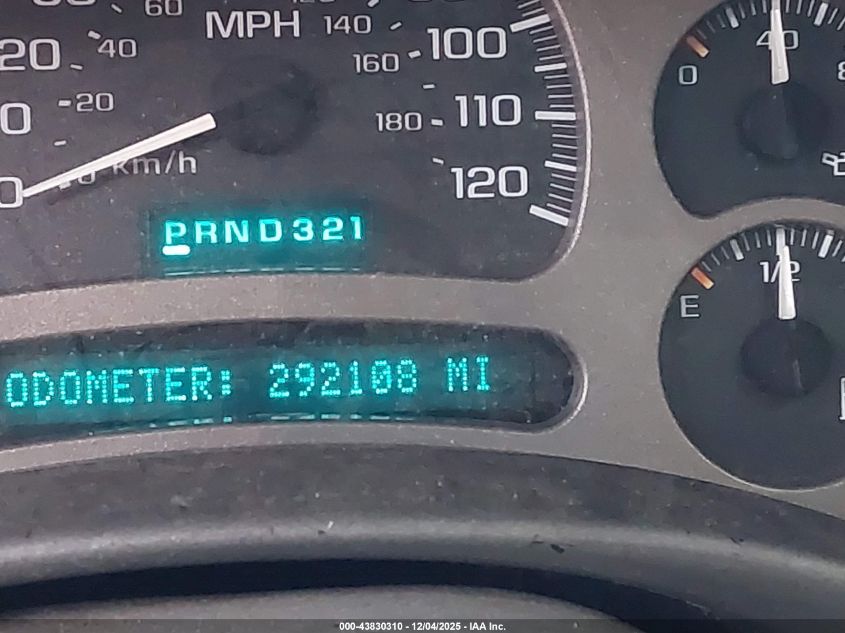 60 120
MPH 140
20 40 160 100
0 40
20 180 110
km/h
0 120
PRND321
1/2
E
ODOMETER: 292108 MI
000-43830310 - 12/04/2025 - IAA Inc.